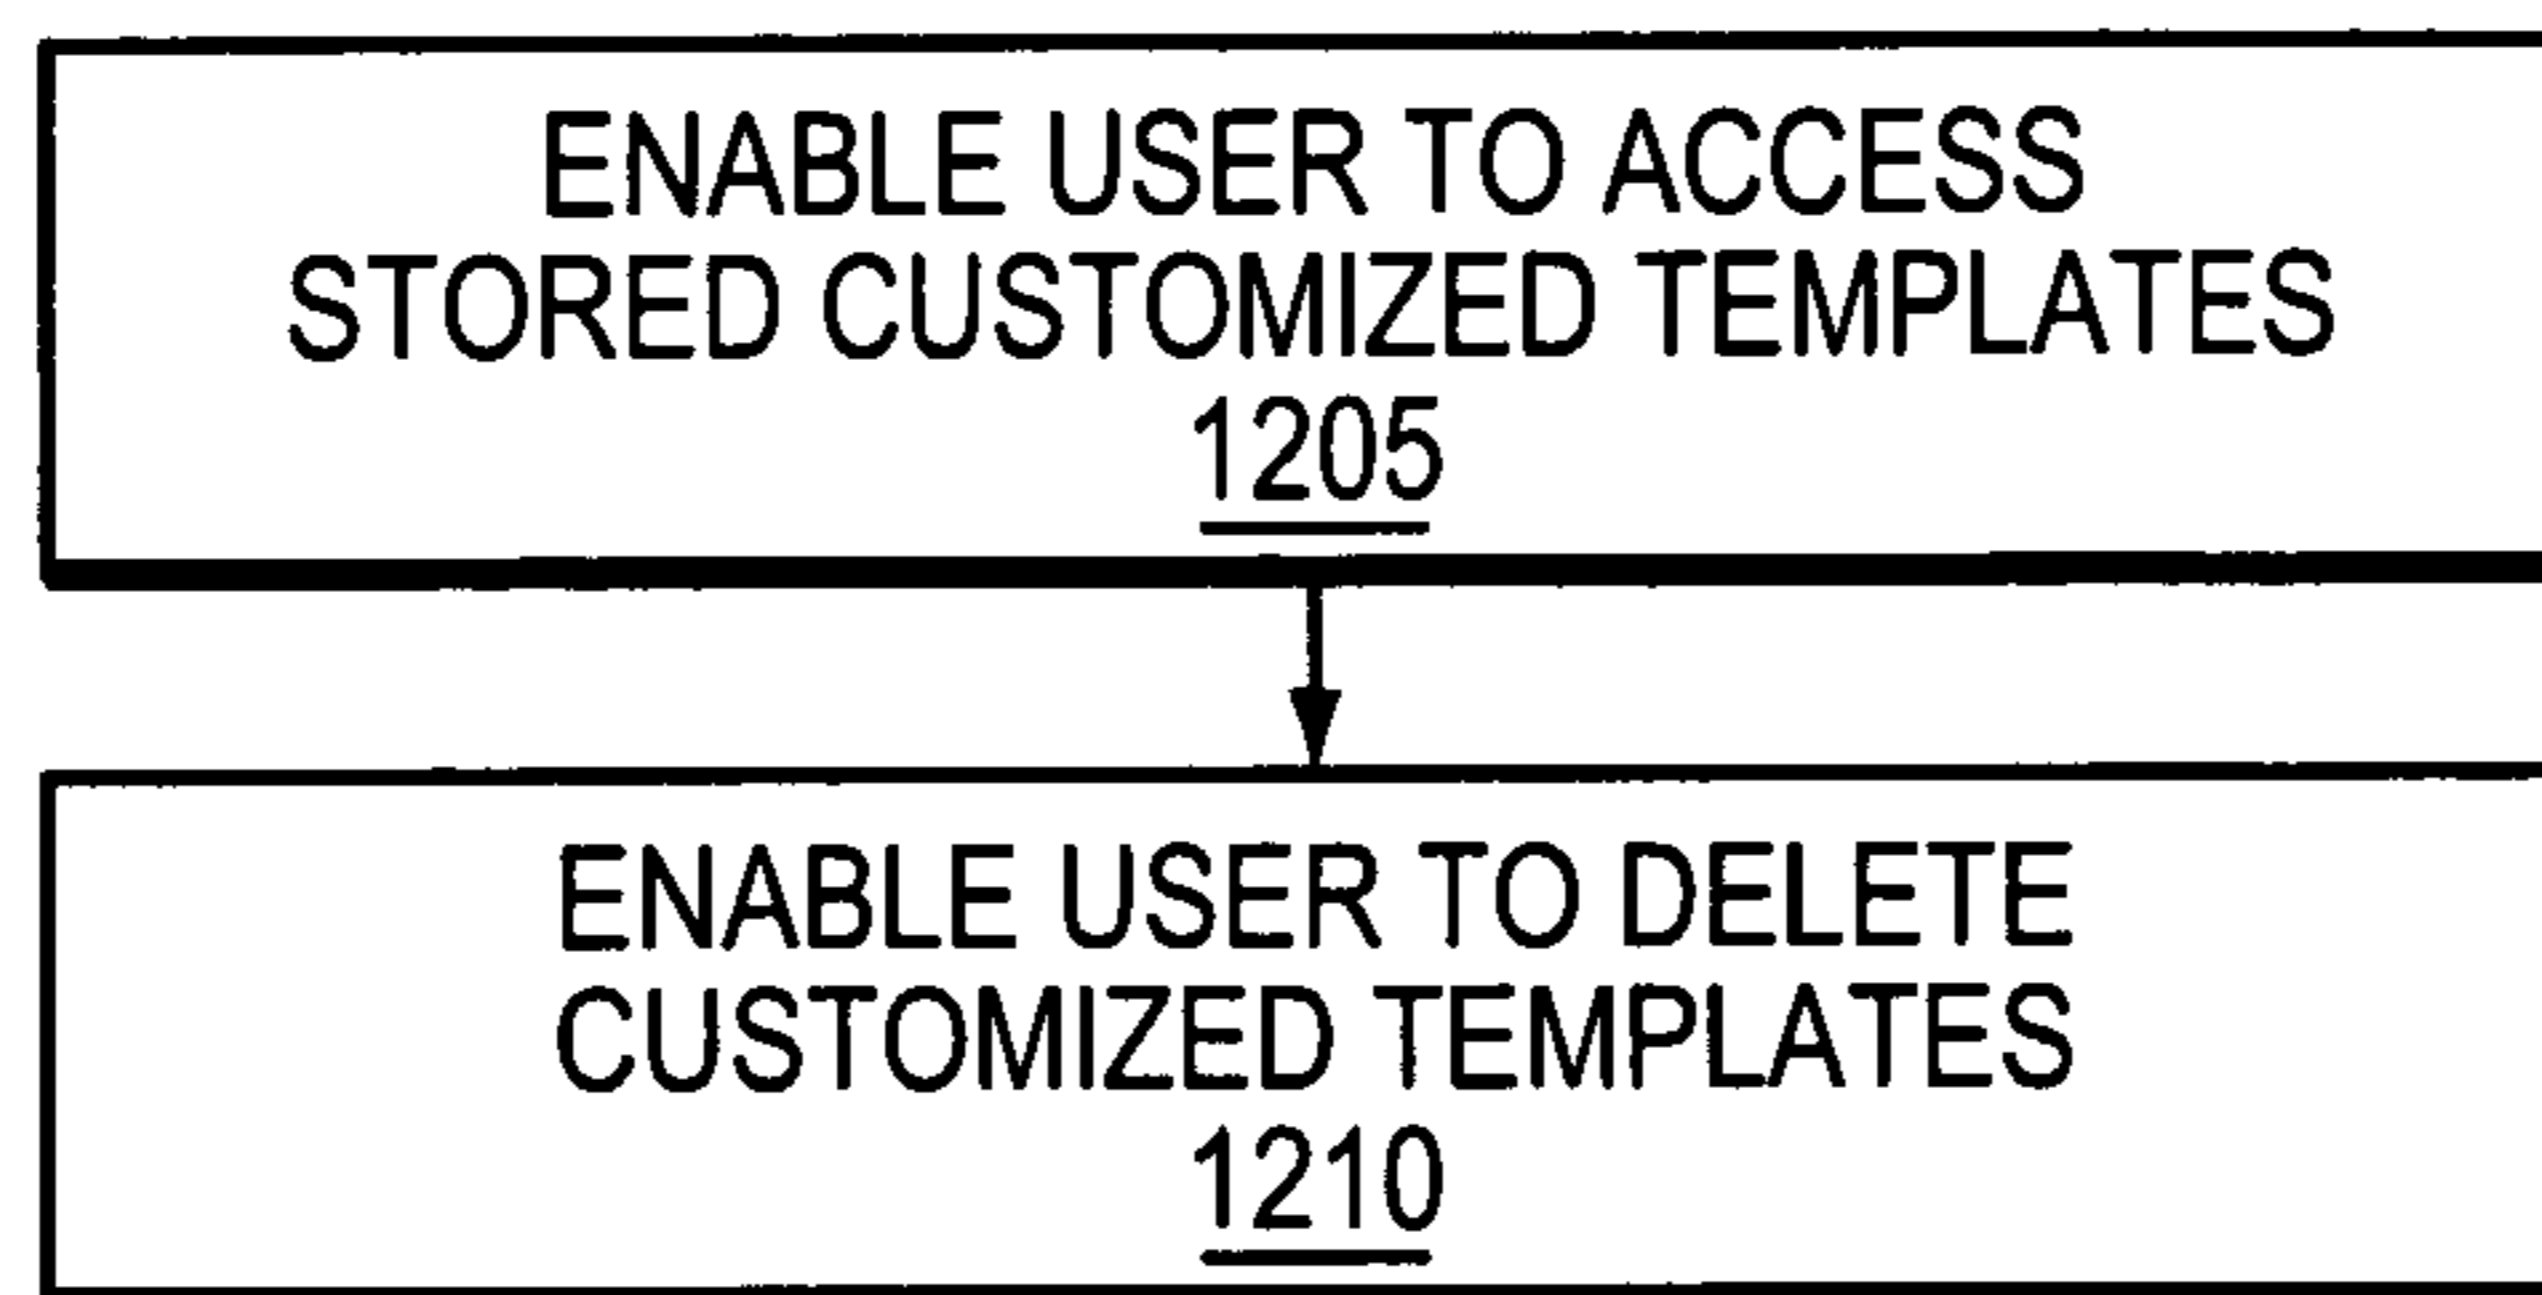 ENABLE USER TO ACCESS
STORED CUSTOMIZED TEMPLATES
1205
ENABLE USER TO DELETE
CUSTOMIZED TEMPLATES
1210